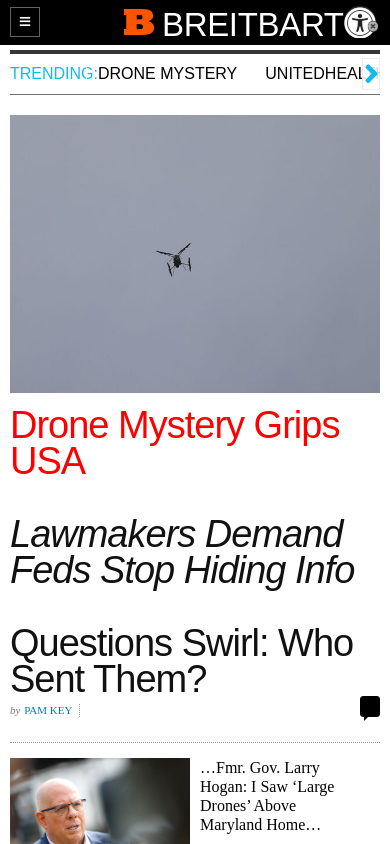 B BREITBART
TRENDING: DRONE MYSTERY UNITEDHEAL
Drone Mystery Grips
USA
Lawmakers Demand
Feds Stop Hiding Info
Questions Swirl: Who
Sent Them?
by PAM KEY
…Fmr. Gov. Larry
Hogan: I Saw ‘Large
Drones’ Above
Maryland Home…